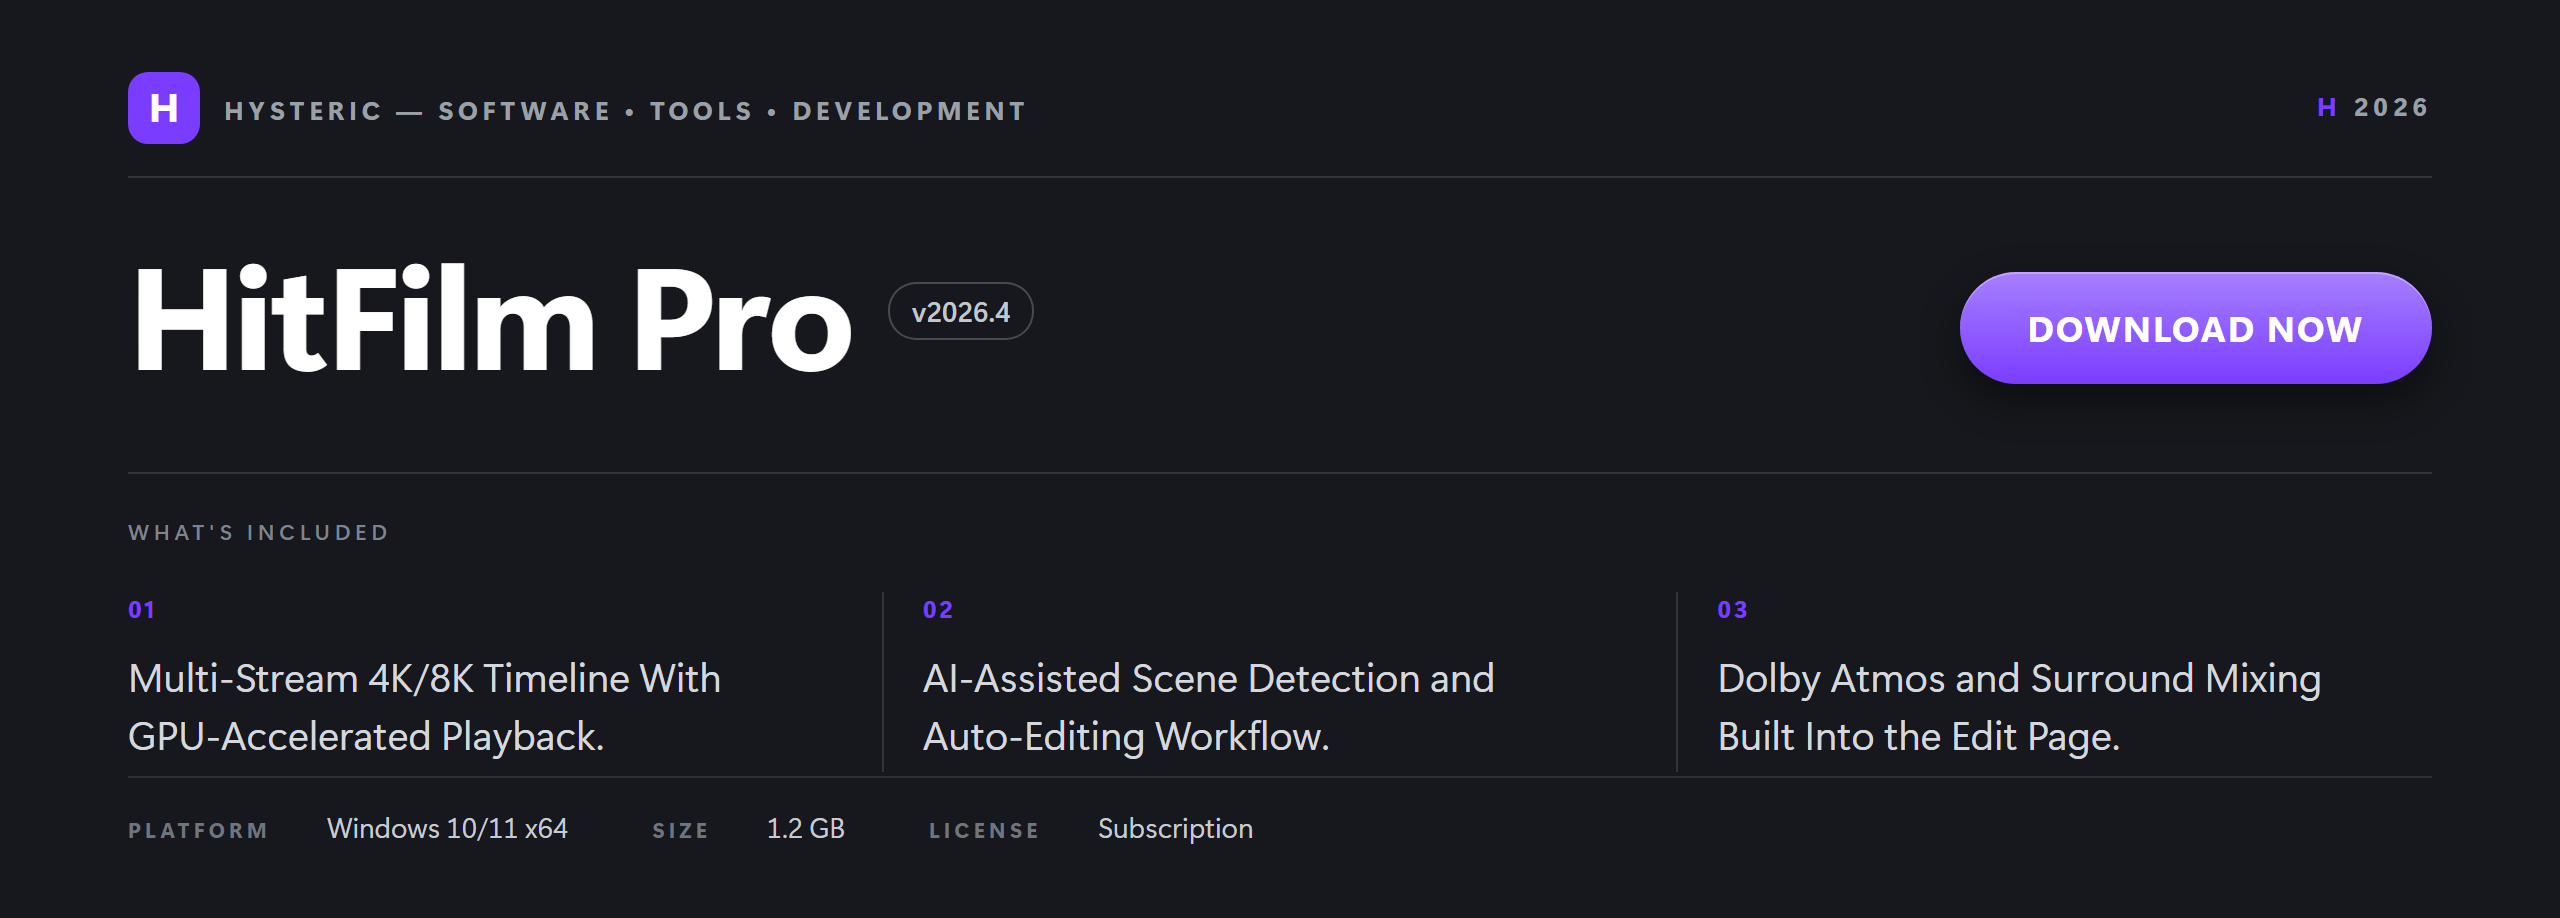 H HYSTERIC — SOFTWARE • TOOLS • DEVELOPMENT
H 2026
HitFilm Pro v2026.4
DOWNLOAD NOW
WHAT'S INCLUDED
01
Multi-Stream 4K/8K Timeline With
GPU-Accelerated Playback.
02
AI-Assisted Scene Detection and
Auto-Editing Workflow.
03
Dolby Atmos and Surround Mixing
Built Into the Edit Page.
PLATFORM Windows 10/11 x64 SIZE 1.2 GB LICENSE Subscription